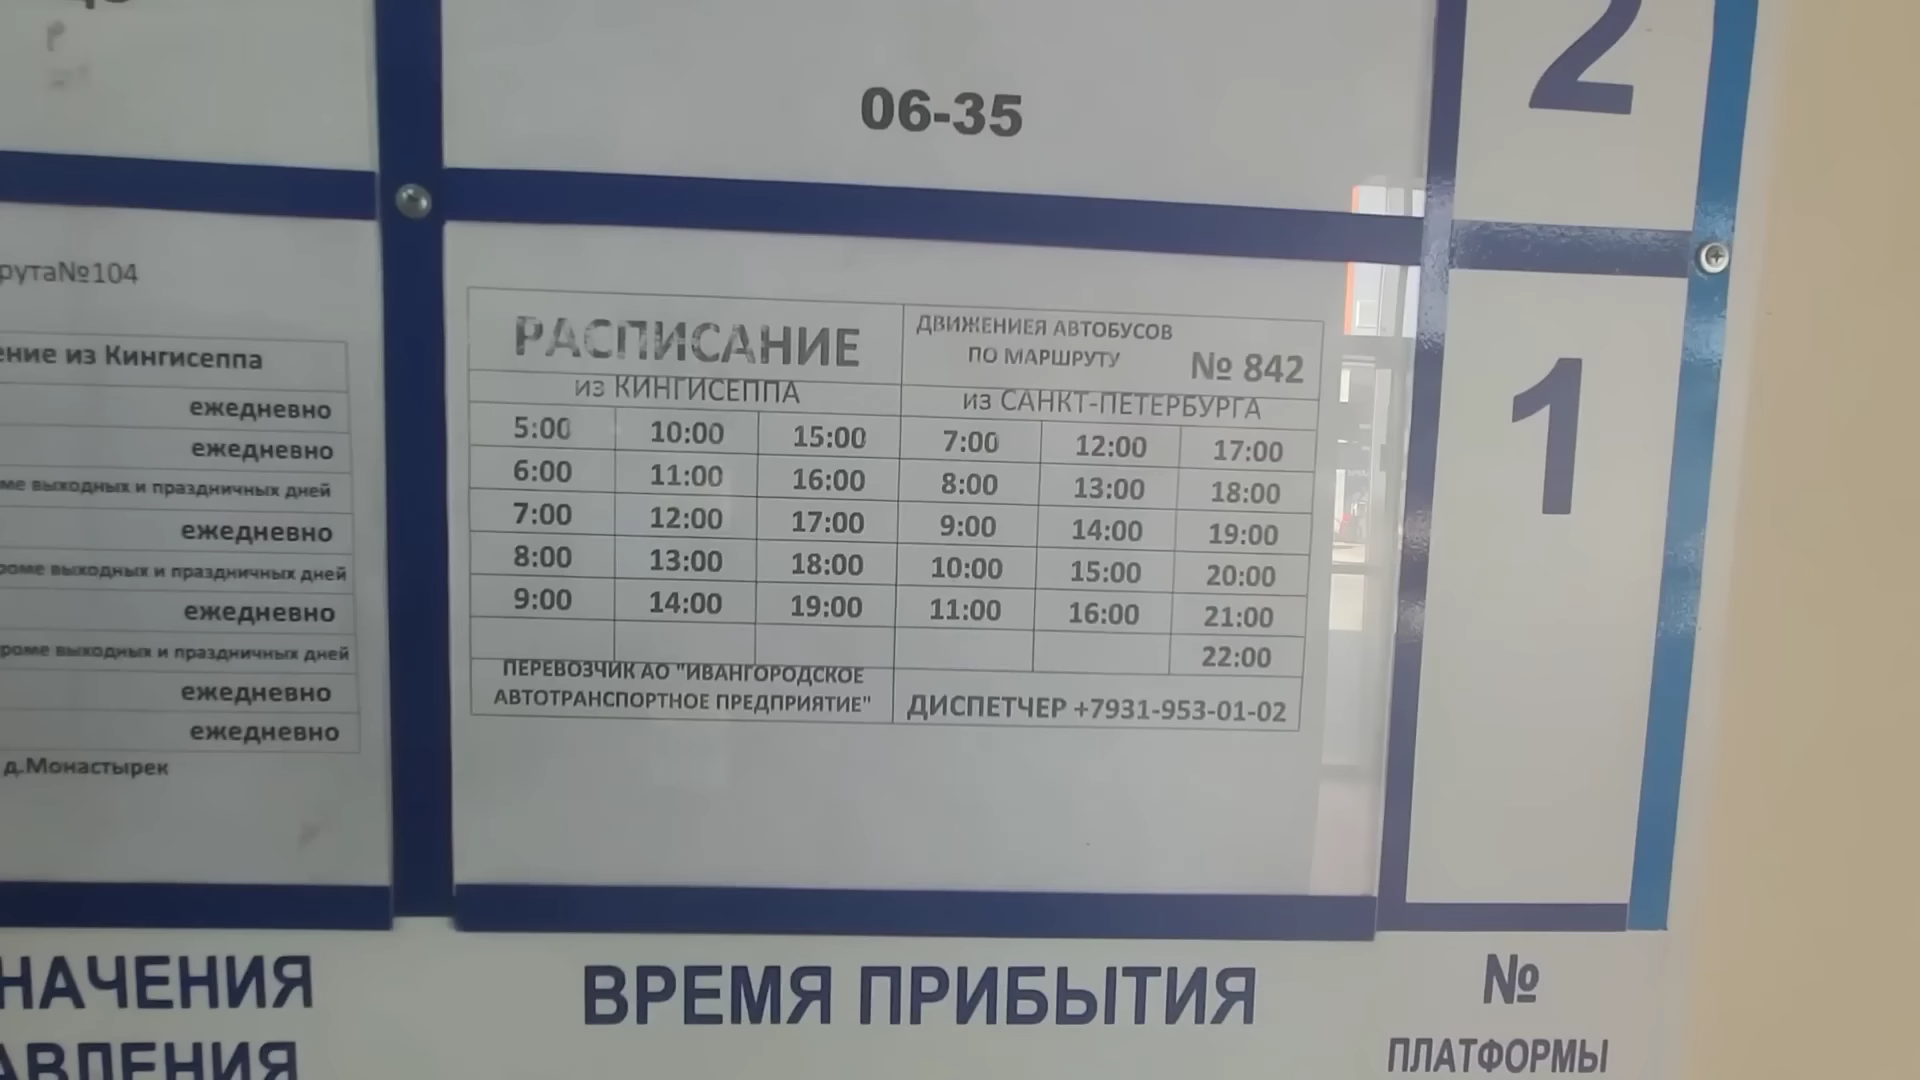 06-35
2
рута№104
ение из Кингисеппа
ежедневно
ежедневно
ме выходных и праздничных дней
ежедневно
роме выходных и праздничных дней
ежедневно
роме выходных и праздничных дней
ежедневно
ежедневно
д.Монастырек
РАСПИСАНИЕ
ДВИЖЕНИЕЯ АВТОБУСОВ
ПО МАРШРУТУ № 842
из КИНГИСЕППА из САНКТ-ПЕТЕРБУРГА
5:00 10:00 15:00 7:00 12:00 17:00
6:00 11:00 16:00 8:00 13:00 18:00
7:00 12:00 17:00 9:00 14:00 19:00
8:00 13:00 18:00 10:00 15:00 20:00
9:00 14:00 19:00 11:00 16:00 21:00
22:00
ПЕРЕВОЗЧИК АО "ИВАНГОРОДСКОЕ
АВТОТРАНСПОРТНОЕ ПРЕДПРИЯТИЕ"
ДИСПЕТЧЕР +7931-953-01-02
1
НАЧЕНИЯ
АВЛЕНИЯ
ВРЕМЯ ПРИБЫТИЯ
№
ПЛАТФОРМЫ